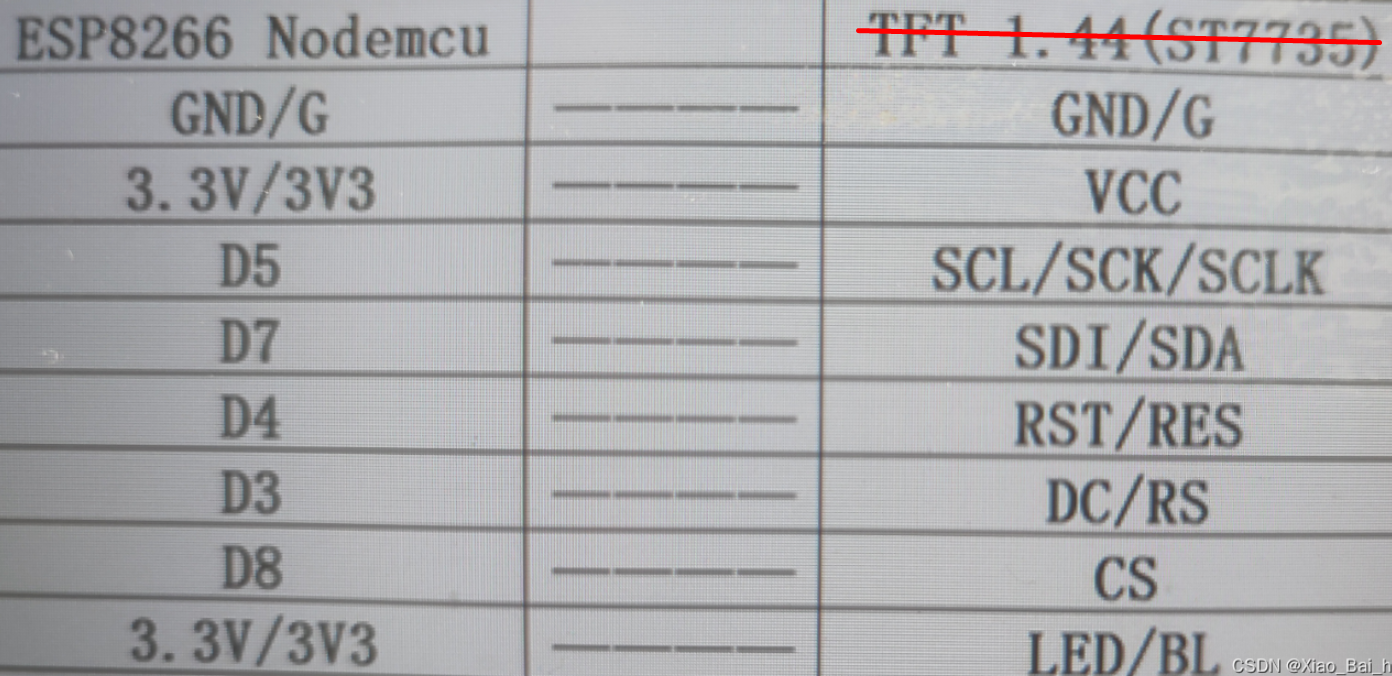 ESP8266 Nodemcu TFT 1.44(ST7735)
GND/G ———— GND/G
3.3V/3V3 ———— VCC
D5 ———— SCL/SCK/SCLK
D7 ———— SDI/SDA
D4 ———— RST/RES
D3 ———— DC/RS
D8 ———— CS
3.3V/3V3 ———— LED/BL
CSDN @Xiao_Bai_h